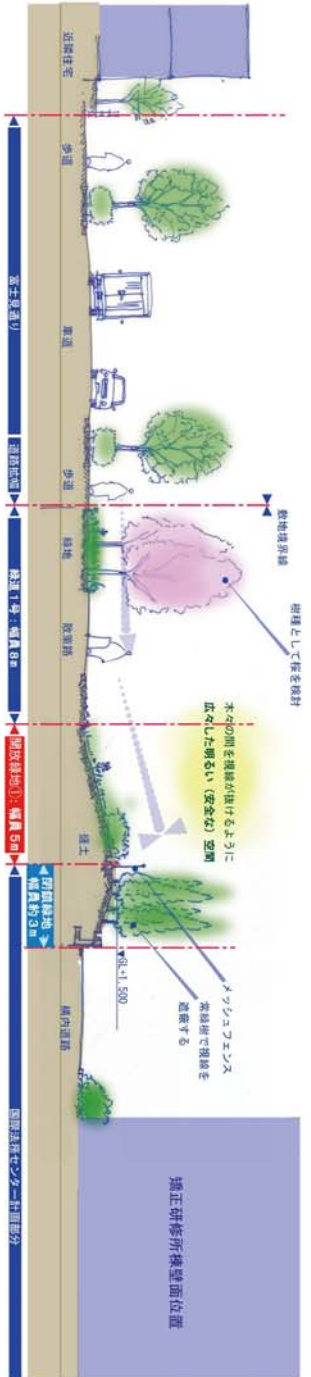 敷地境界線
樹種として桜を検討
木々の間を視線が抜けるように
広々した明るい（安全な）空間
メッシュフェンス
常緑樹で視線を
遮蔽する
▼GL+1,500
矯正研修所棟壁面位置
近隣住宅
歩道
車道
歩道
緑地
散策路
盛土
構内道路
閉鎖緑地
幅員約3m
富士見通り
道路拡幅
緑道1号：幅員8m
開放緑地①：幅員5m
国際法務センター計画部分